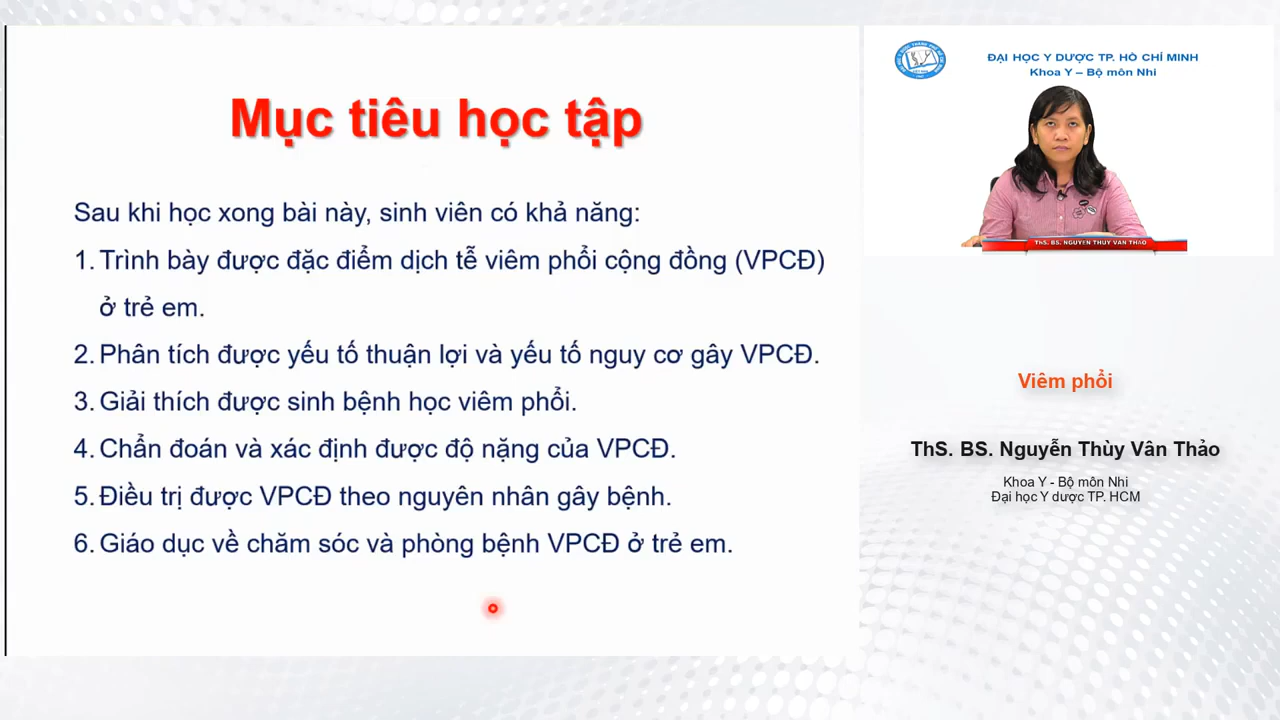 Mục tiêu học tập
Sau khi học xong bài này, sinh viên có khả năng:
1. Trình bày được đặc điểm dịch tễ viêm phổi cộng đồng (VPCĐ)
ở trẻ em.
2. Phân tích được yếu tố thuận lợi và yếu tố nguy cơ gây VPCĐ.
3. Giải thích được sinh bệnh học viêm phổi.
4. Chẩn đoán và xác định được độ nặng của VPCĐ.
5. Điều trị được VPCĐ theo nguyên nhân gây bệnh.
6. Giáo dục về chăm sóc và phòng bệnh VPCĐ ở trẻ em.
ĐẠI HỌC Y DƯỢC TP. HỒ CHÍ MINH
Khoa Y – Bộ môn Nhi
ThS. BS. NGUYỄN THÙY VÂN THẢO
Viêm phổi
ThS. BS. Nguyễn Thùy Vân Thảo
Khoa Y - Bộ môn Nhi
Đại học Y dược TP. HCM